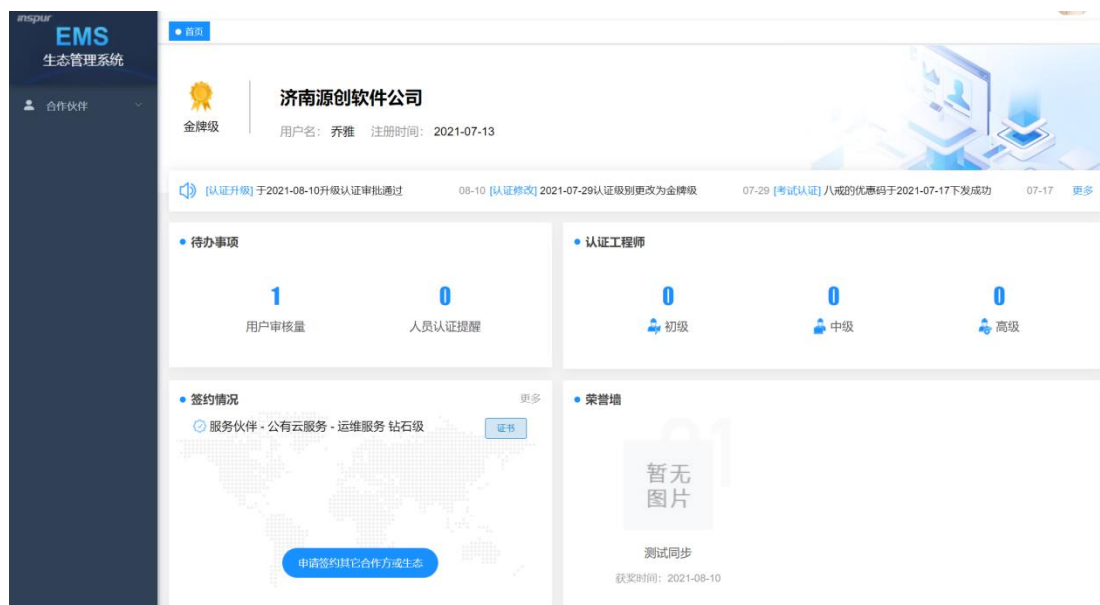 inspur
EMS
生态管理系统
合作伙伴
首页
金牌级
济南源创软件公司
用户名: 乔雅 注册时间: 2021-07-13
[认证升级] 于2021-08-10升级认证审批通过 08-10 [认证修改] 2021-07-29认证级别更改为金牌级 07-29 [考试认证] 八戒的优惠码于2021-07-17下发成功 07-17 更多
待办事项
1 0
用户审核量 人员认证提醒
认证工程师
0 0 0
初级 中级 高级
签约情况 更多
服务伙伴 - 公有云服务 - 运维服务 钻石级 证书
申请签约其它合作方或生态
荣誉墙
01
暂无
图片
测试同步
获奖时间: 2021-08-10